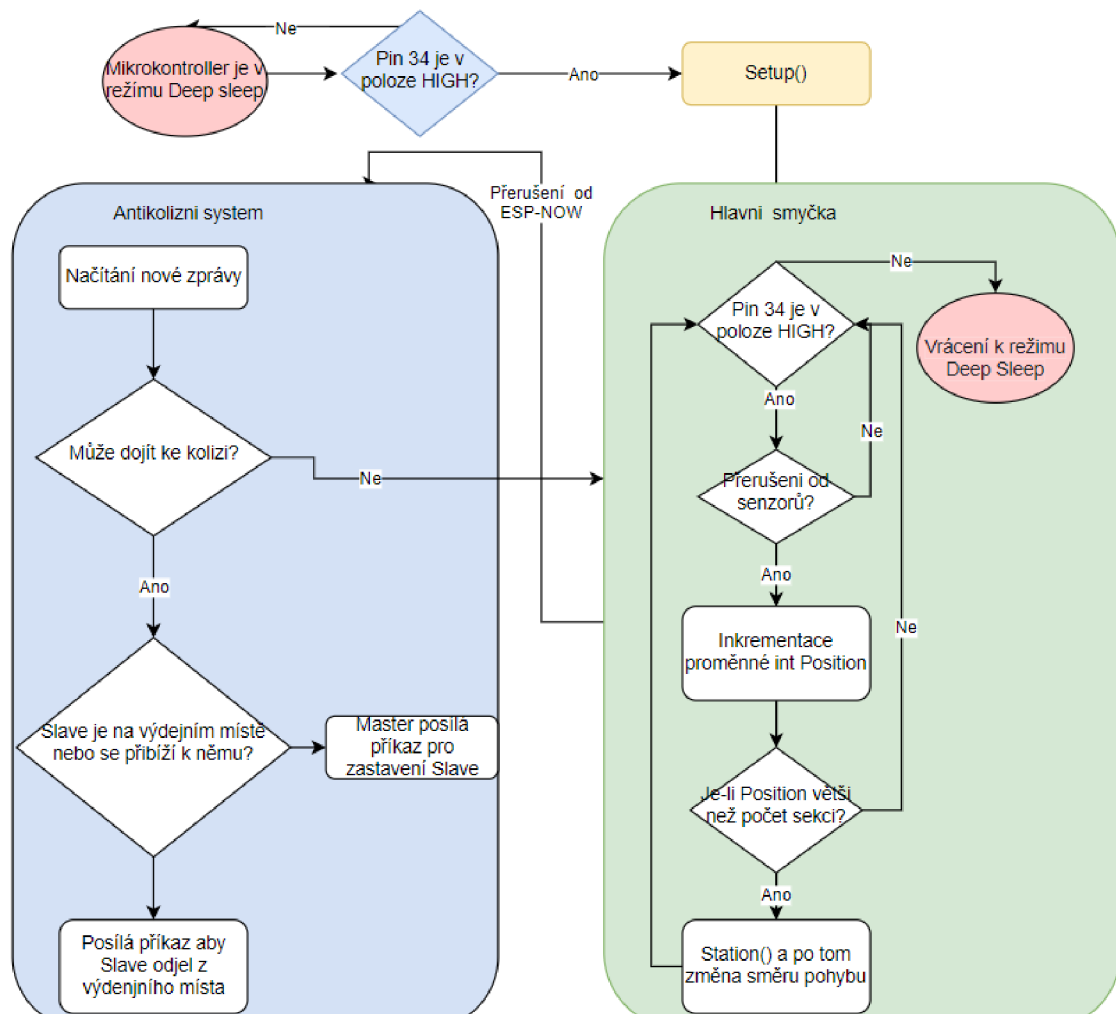 Ne
Mikrokontroller je v
režímu Deep sleep
Pin 34 je v
poloze HIGH?
Ano
Setup()
Přerušení od
ESP-NOW
Antikolizni system
Načítání nové zprávy
Může dojít ke kolizi?
Ne
Ano
Slave je na výdejním místě
nebo se přibíží k němu?
Master posílá
příkaz pro
zastavení Slave
Posílá příkaz aby
Slave odjel z
výdenjního místa
Hlavni smyčka
Ne
Pin 34 je v
poloze HIGH?
Vrácení k režimu
Deep Sleep
Ano
Ne
Přerušeni od
senzorů?
Ano
Inkrementace
proměnné int Position
Ne
Je-li Position větši
než počet sekci?
Ano
Station() a po tom
změna směru pohybu